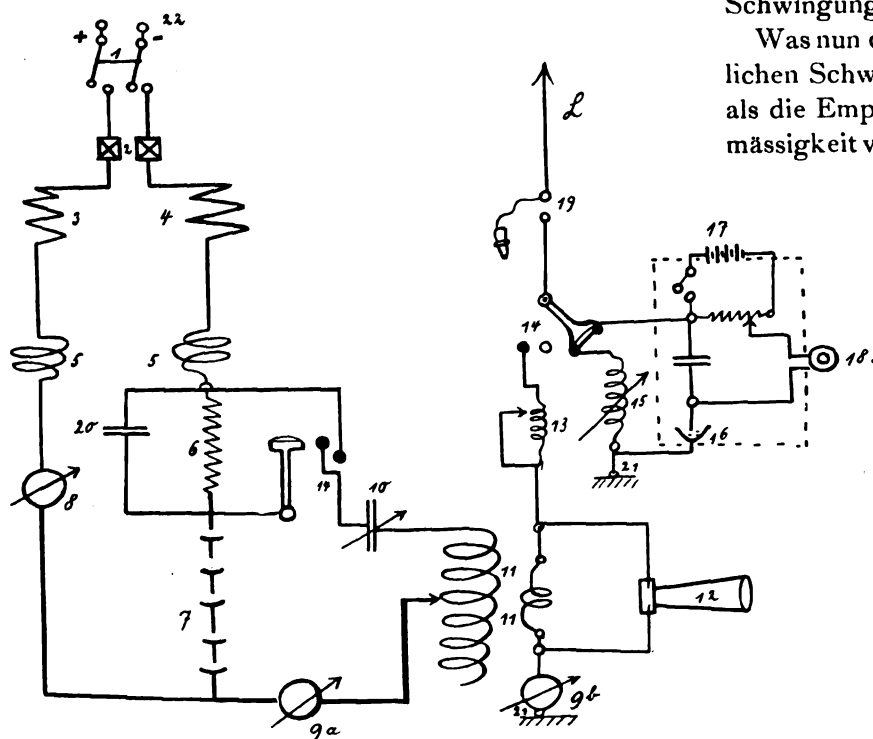 Schwingung
Was nun d
lichen Schw
als die Emp
mässigkeit v
+ - 22
1
2
3
4
5
5
6
7
8
9a
10
11
11
12
13
14
14
15
16
17
18.
19
20
21
21
9b
L